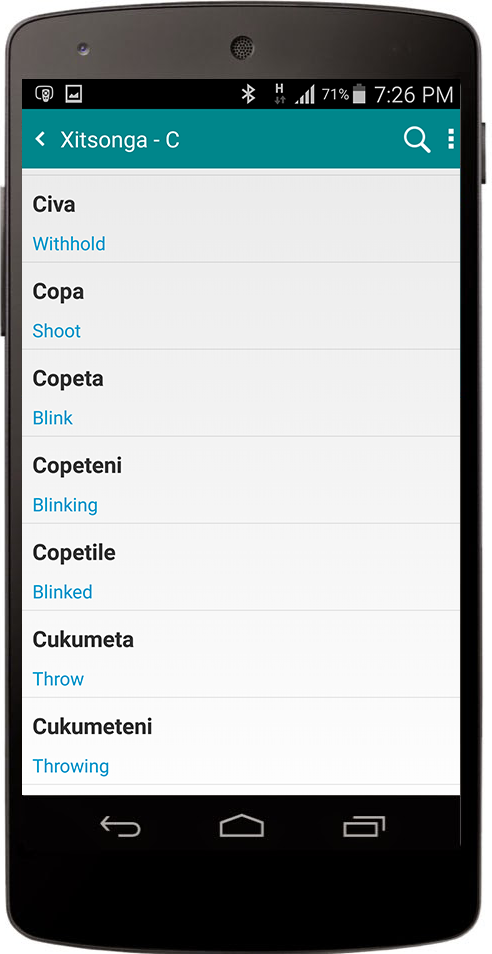 H 71% 7:26 PM
Xitsonga - C
Civa
Withhold
Copa
Shoot
Copeta
Blink
Copeteni
Blinking
Copetile
Blinked
Cukumeta
Throw
Cukumeteni
Throwing